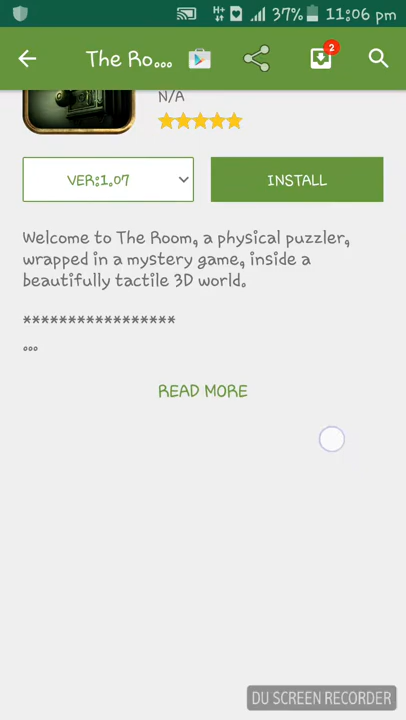 H+ 37% 11:06 pm
The Ro... 2
N/A
VER:1.07 INSTALL
Welcome to The Room, a physical puzzler,
wrapped in a mystery game, inside a
beautifully tactile 3D world.
*****************
...
READ MORE
DU SCREEN RECORDER